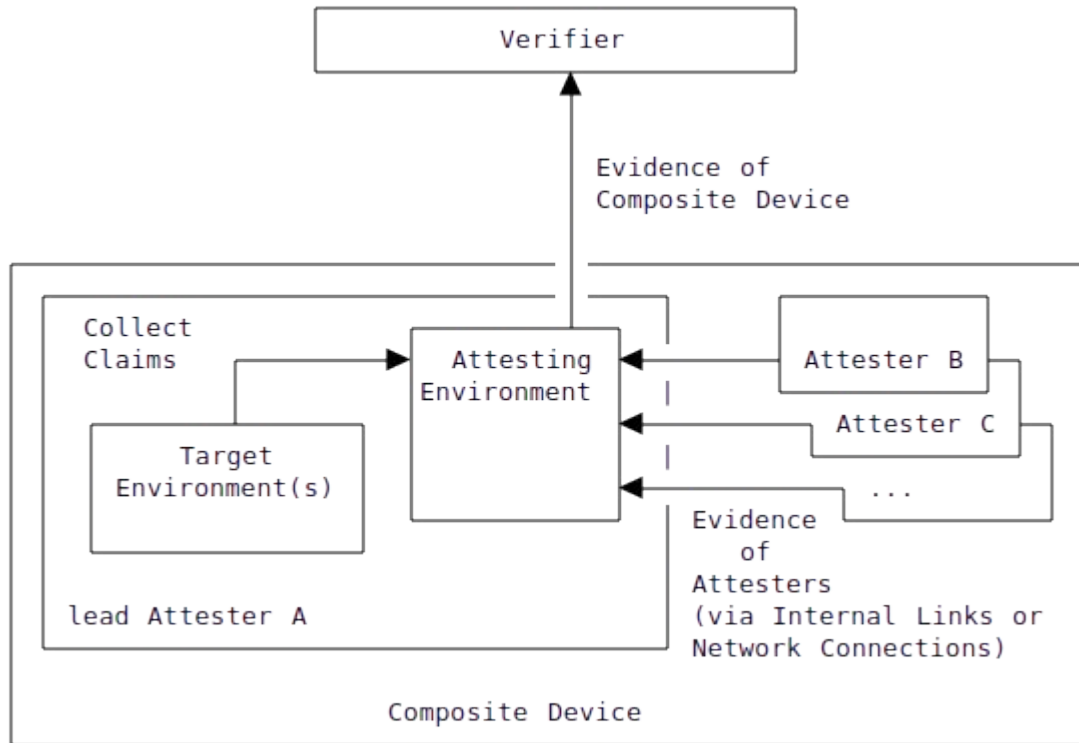 Verifier
Evidence of
Composite Device
Collect
Claims
Attesting
Environment
Attester B
Attester C
...
Target
Environment(s)
Evidence
of
Attesters
(via Internal Links or
Network Connections)
lead Attester A
Composite Device